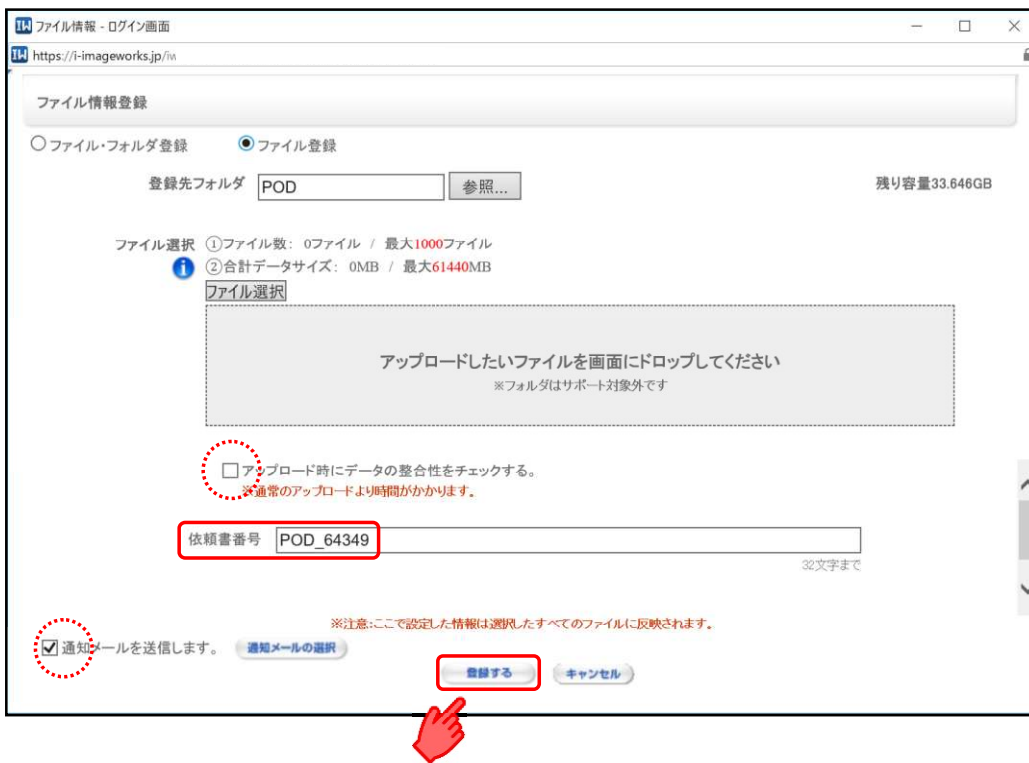 IW ファイル情報 - ログイン画面
IW https://i-imageworks.jp/iw
ファイル情報登録
ファイル・フォルダ登録 ファイル登録
登録先フォルダ POD 参照... 残り容量33.646GB
ファイル選択 ①ファイル数: 0ファイル / 最大1000ファイル
i ②合計データサイズ: 0MB / 最大61440MB
ファイル選択
アップロードしたいファイルを画面にドロップしてください
※フォルダはサポート対象外です
アップロード時にデータの整合性をチェックする。
※通常のアップロードより時間がかかります。
依頼書番号 POD_64349
32文字まで
※注意:ここで設定した情報は選択したすべてのファイルに反映されます。
通知メールを送信します。 通知メールの選択
登録する キャンセル